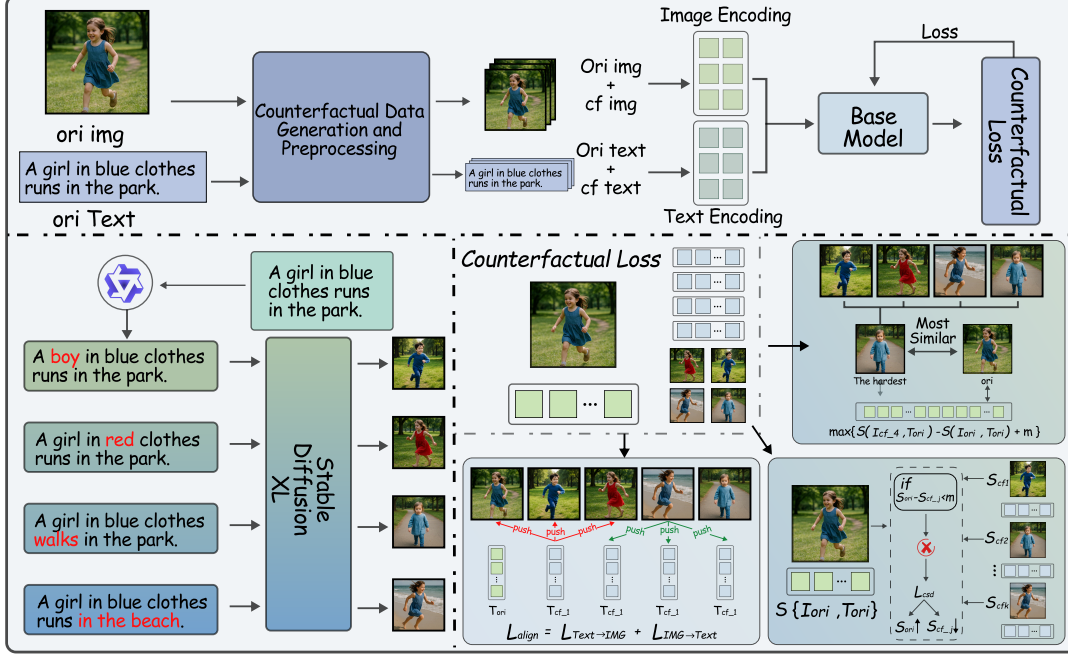 Image Encoding
Loss
ori img
A girl in blue clothes
runs in the park.
ori Text
Counterfactual Data
Generation and
Preprocessing
A girl in blue clothes
runs in the park.
Ori img
+
cf img
Ori text
+
cf text
Text Encoding
Base
Model
Counterfactual
Loss
A girl in blue
clothes runs
in the park.
A boy in blue clothes
runs in the park.
A girl in red clothes
runs in the park.
A girl in blue clothes
walks in the park.
A girl in blue clothes
runs in the beach.
Stable
Diffusion
XL
Counterfactual Loss
...
...
...
...
...
push
push
push
push
push
push
T_ori
T_cf_1
T_cf_1
T_cf_1
T_cf_1
L_align = L_Text→IMG + L_IMG→Text
Most
Similar
The hardest
ori
... ...
max{S( I_cf_4 , T_ori ) -S( I_ori , T_ori ) + m }
...
S {I_ori , T_ori}
if
S_ori-S_cf_j<m
L_csd
S_ori↑ S_cf_j↓
S_cf1
...
S_cf2
...
S_cfk
...